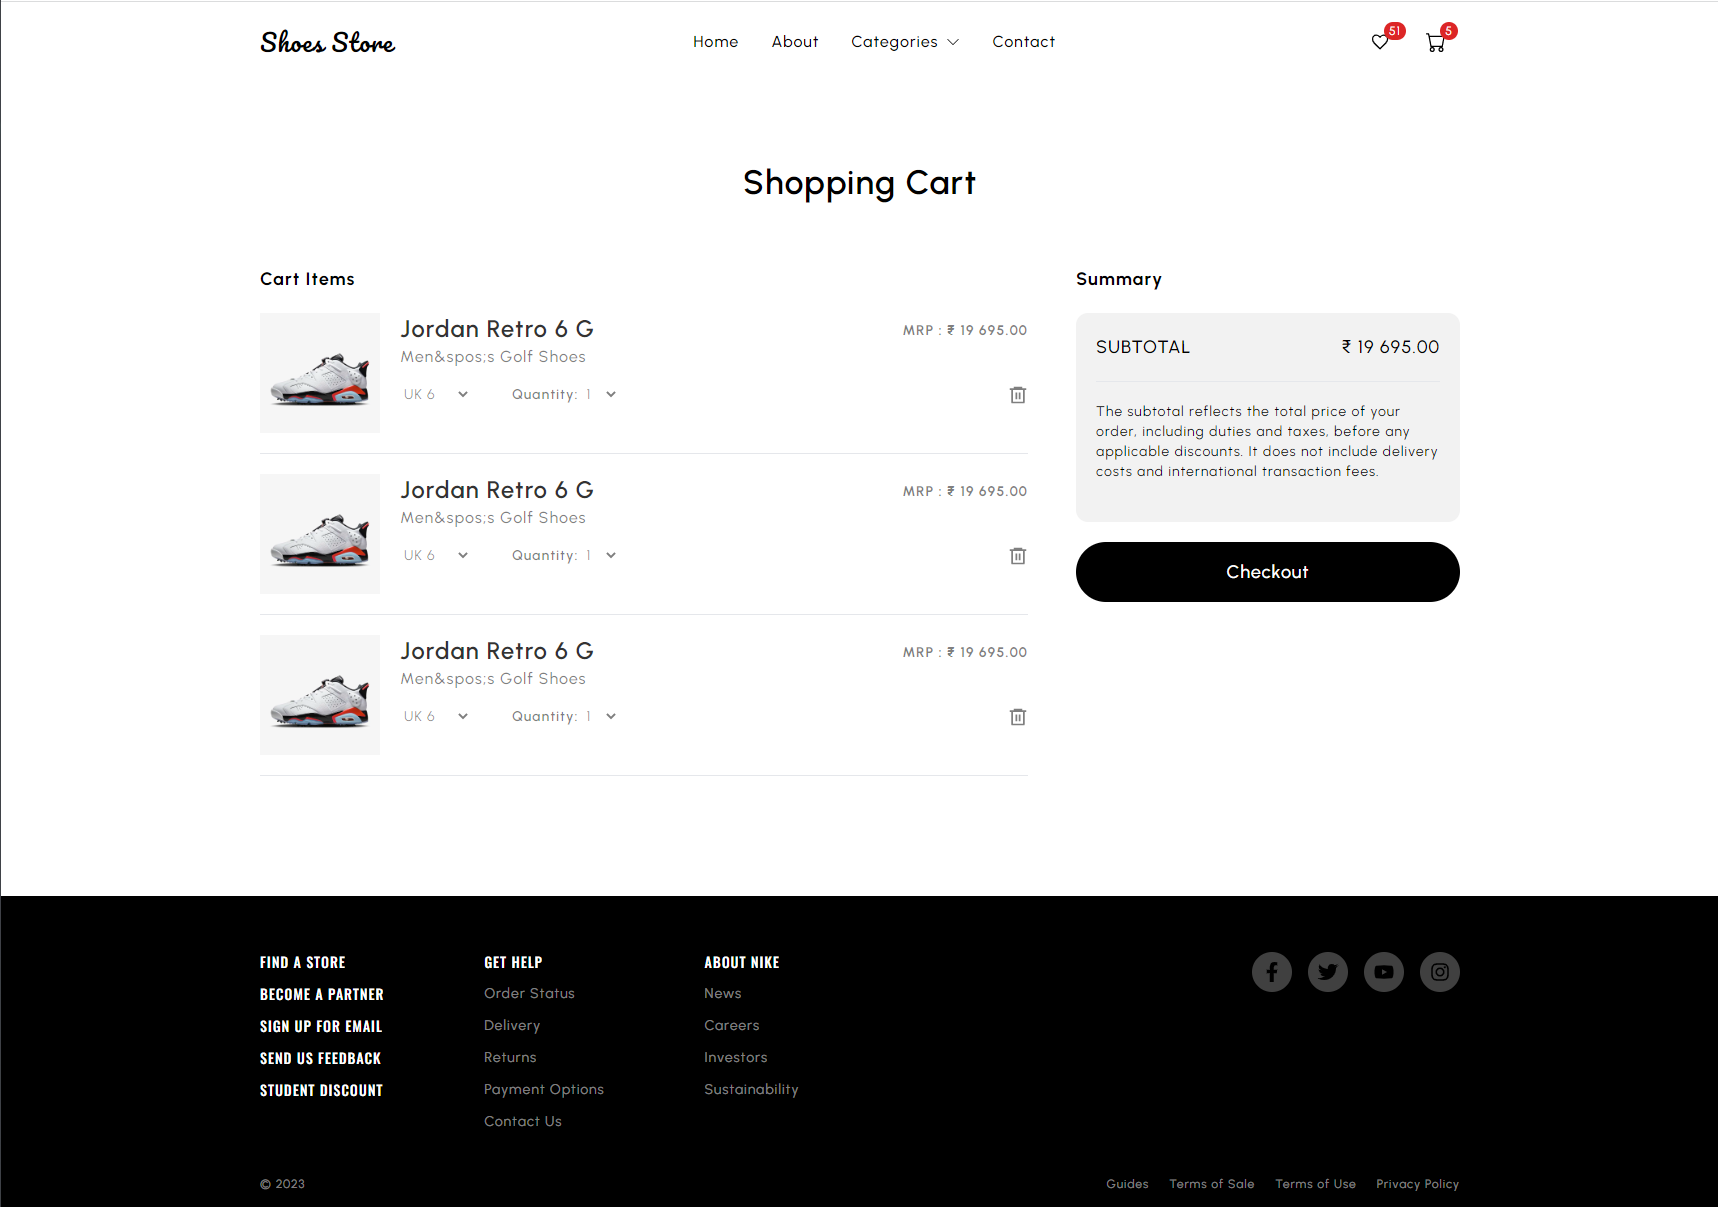 Shoes Store
Home About Categories Contact
51 5
Shopping Cart
Cart Items
Jordan Retro 6 G MRP : ₹ 19 695.00
Men&spos;s Golf Shoes
UK 6 Quantity: 1
Jordan Retro 6 G MRP : ₹ 19 695.00
Men&spos;s Golf Shoes
UK 6 Quantity: 1
Jordan Retro 6 G MRP : ₹ 19 695.00
Men&spos;s Golf Shoes
UK 6 Quantity: 1
Summary
SUBTOTAL ₹ 19 695.00
The subtotal reflects the total price of your
order, including duties and taxes, before any
applicable discounts. It does not include delivery
costs and international transaction fees.
Checkout
FIND A STORE
BECOME A PARTNER
SIGN UP FOR EMAIL
SEND US FEEDBACK
STUDENT DISCOUNT
GET HELP
Order Status
Delivery
Returns
Payment Options
Contact Us
ABOUT NIKE
News
Careers
Investors
Sustainability
© 2023
Guides Terms of Sale Terms of Use Privacy Policy